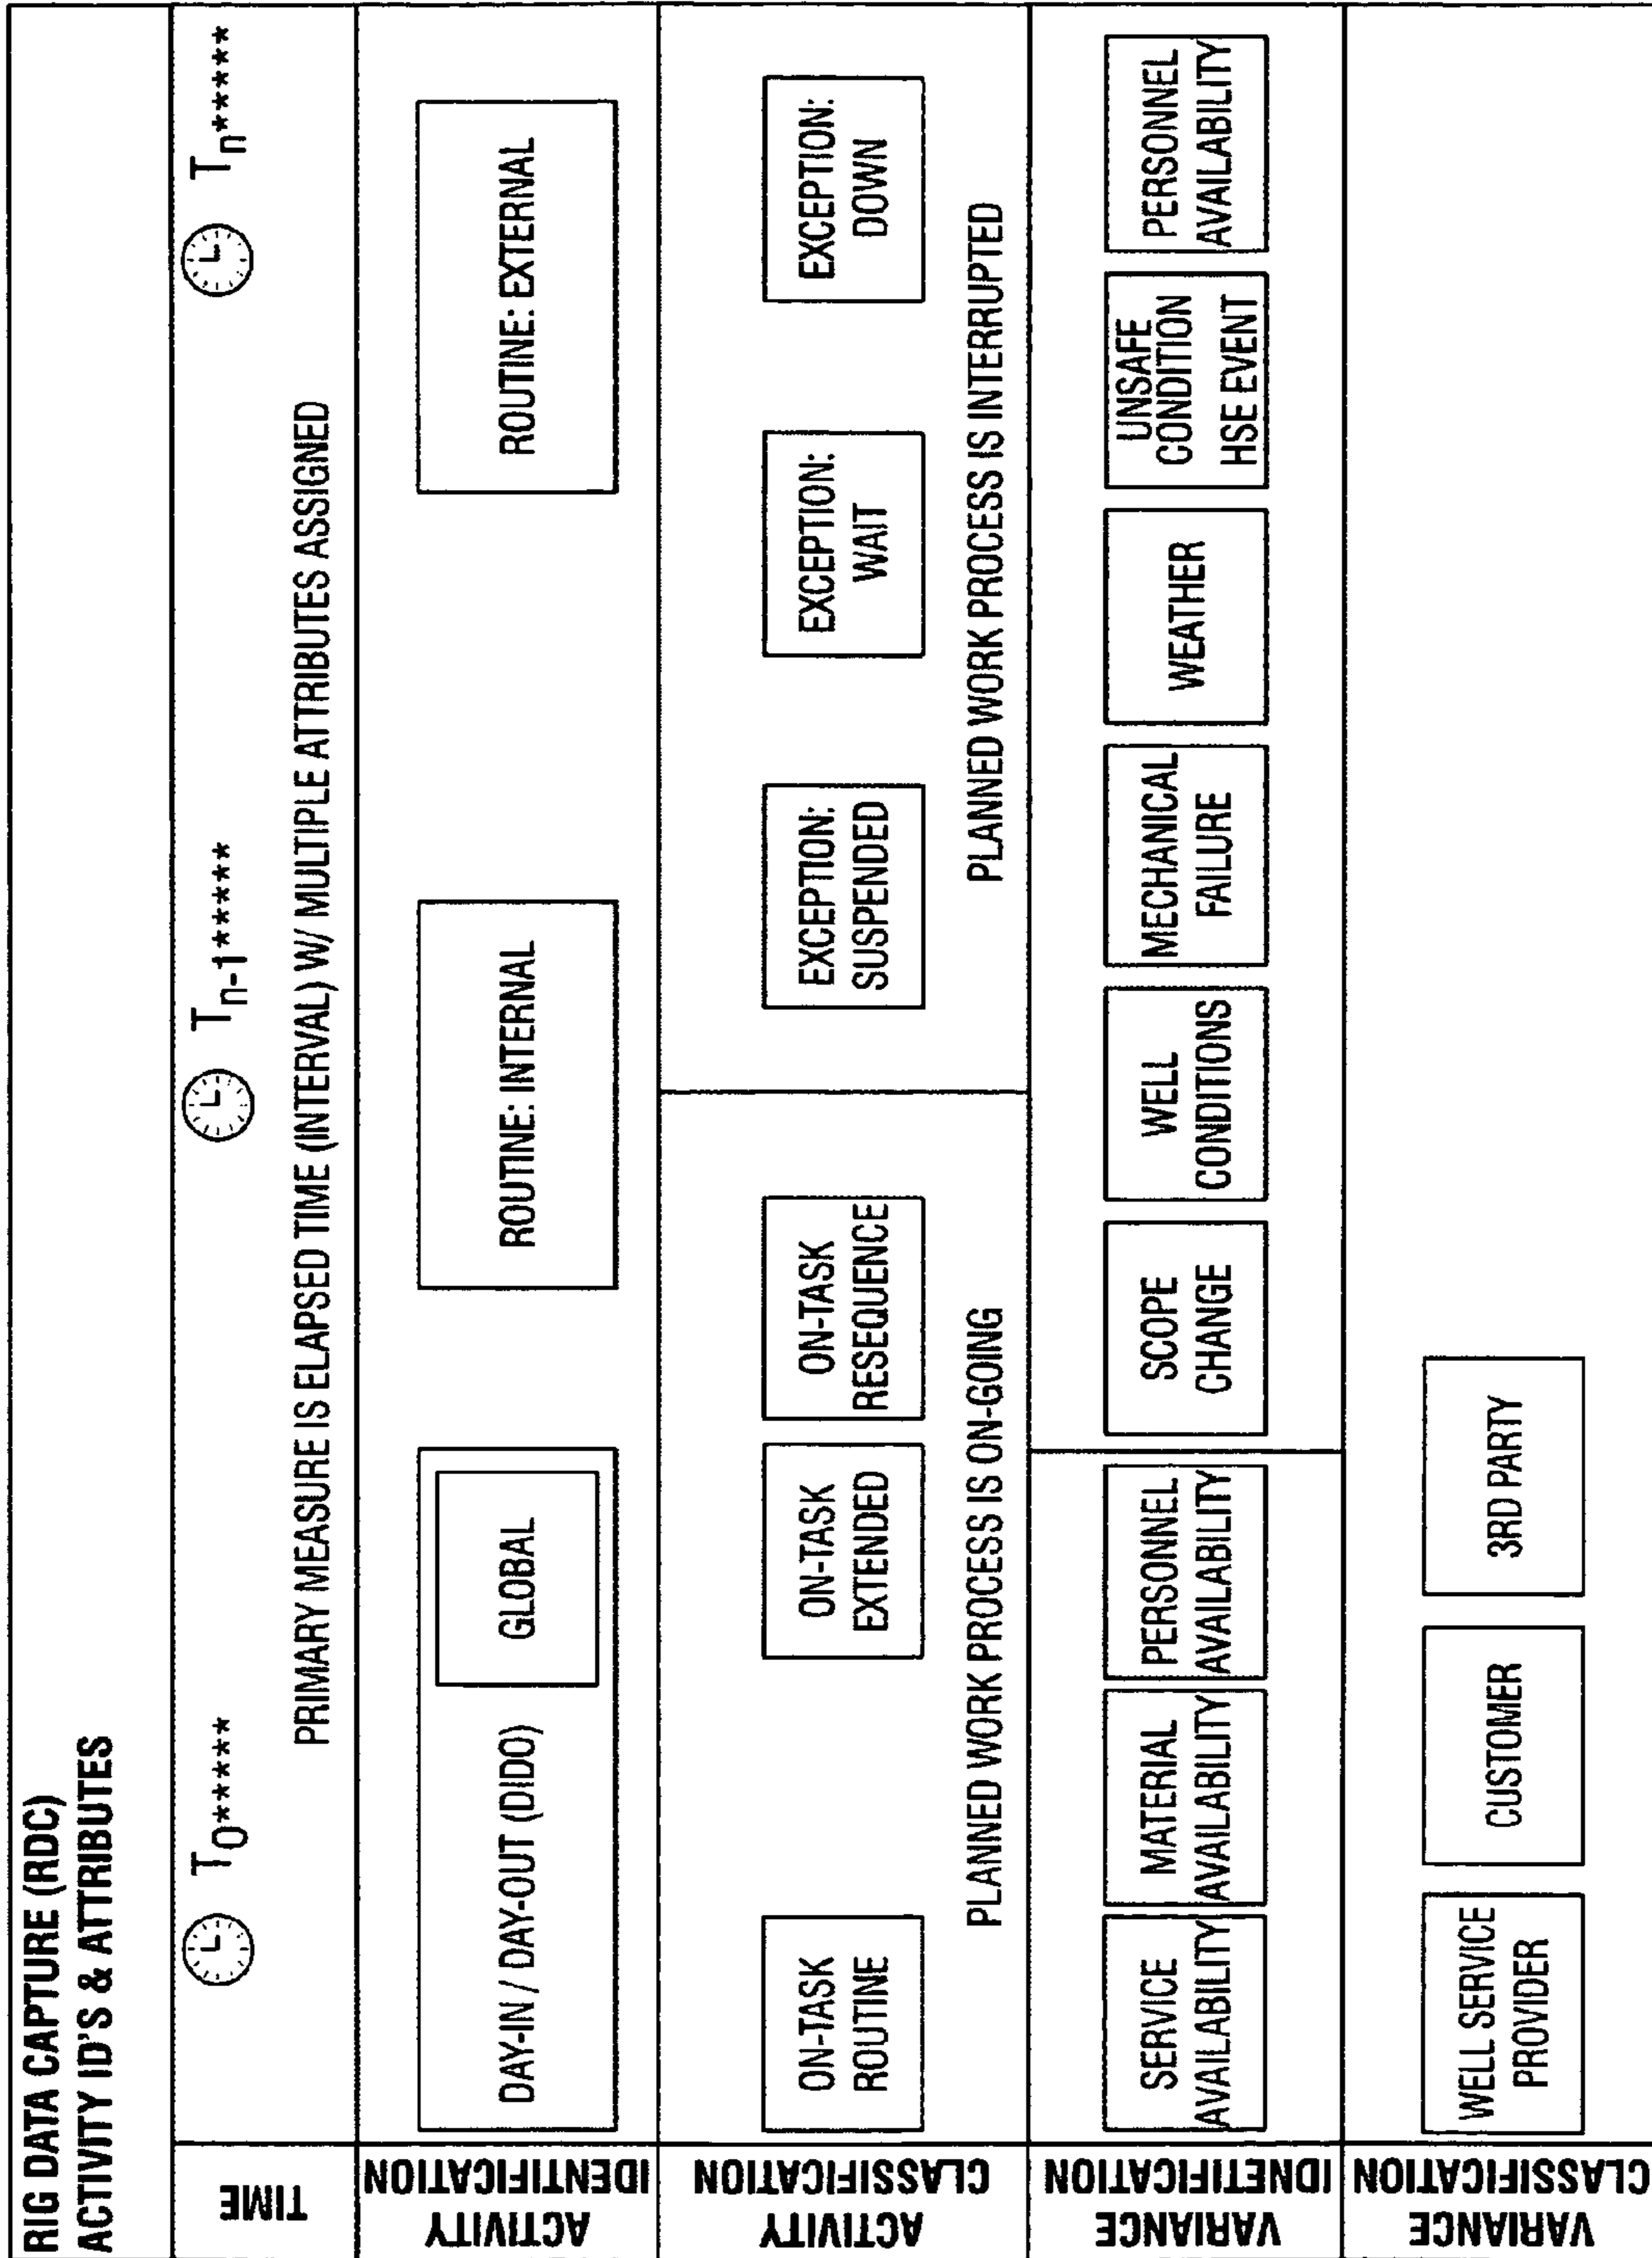 RIG DATA CAPTURE (RDC)
ACTIVITY ID'S & ATTRIBUTES
TIME
T0*****
Tn-1*****
Tn*****
PRIMARY MEASURE IS ELAPSED TIME (INTERVAL) W/ MULTIPLE ATTRIBUTES ASSIGNED
ACTIVITY
IDENTIFICATION
DAY-IN / DAY-OUT (DIDO)
GLOBAL
ROUTINE: INTERNAL
ROUTINE: EXTERNAL
ACTIVITY
CLASSIFICATION
ON-TASK
ROUTINE
ON-TASK
EXTENDED
ON-TASK
RESEQUENCE
PLANNED WORK PROCESS IS ON-GOING
EXCEPTION:
SUSPENDED
EXCEPTION:
WAIT
EXCEPTION:
DOWN
PLANNED WORK PROCESS IS INTERRUPTED
VARIANCE
IDNETIFICATION
SERVICE
AVAILABILITY
MATERIAL
AVAILABILITY
PERSONNEL
AVAILABILITY
SCOPE
CHANGE
WELL
CONDITIONS
MECHANICAL
FAILURE
WEATHER
UNSAFE
CONDITION
HSE EVENT
PERSONNEL
AVAILABILITY
VARIANCE
CLASSIFICATION
WELL SERVICE
PROVIDER
CUSTOMER
3RD PARTY